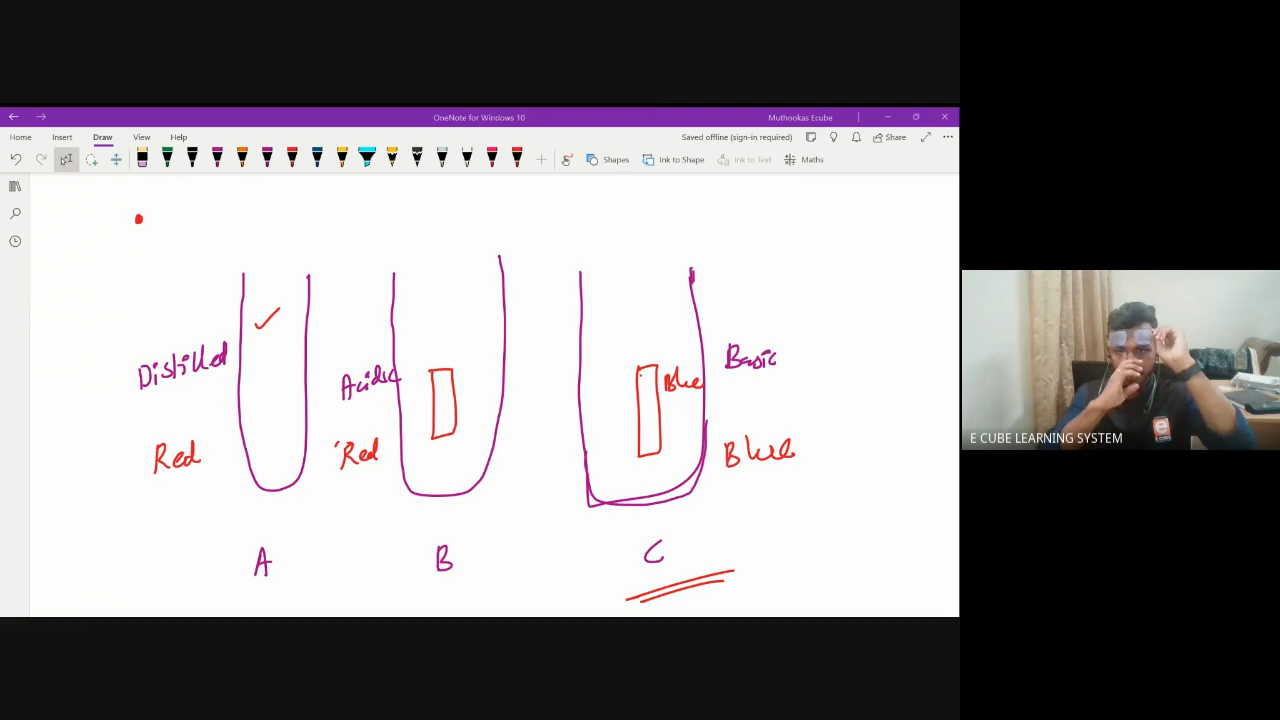 OneNote for Windows 10
Muthookas Ecube
Home Insert Draw View Help
Saved offline (sign-in required)
Share
Shapes
Ink to Shape
Ink to Text
Maths
Distilled
Acidic
Blue
Basic
Red
Red
Blue
A
B
C
E CUBE LEARNING SYSTEM
E CUBE